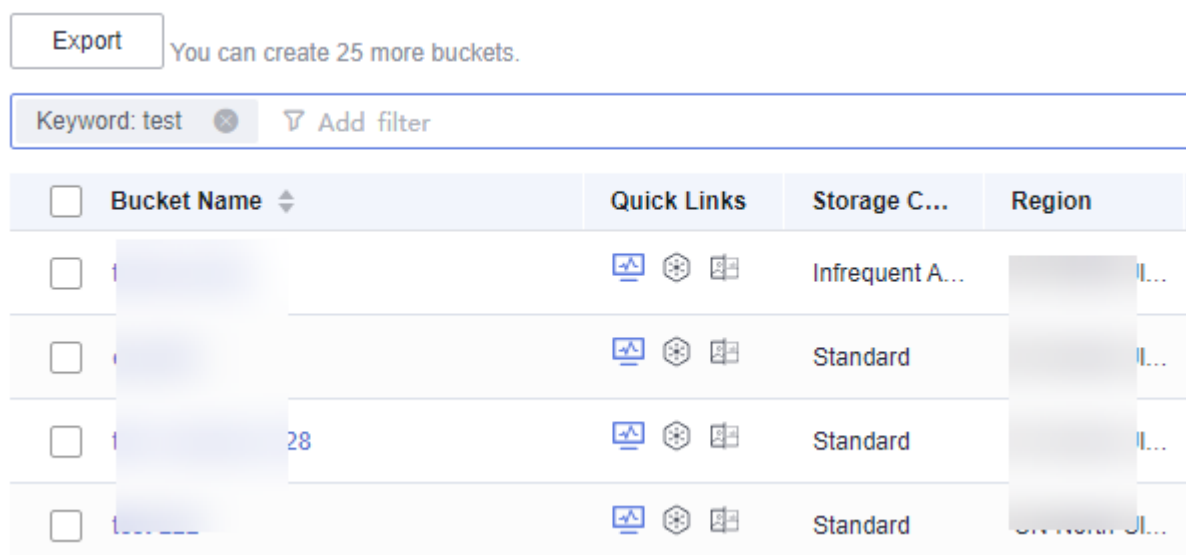 Export
You can create 25 more buckets.
Keyword: test Add filter
Bucket Name Quick Links Storage C... Region
Infrequent A...
Standard
28 Standard
Standard